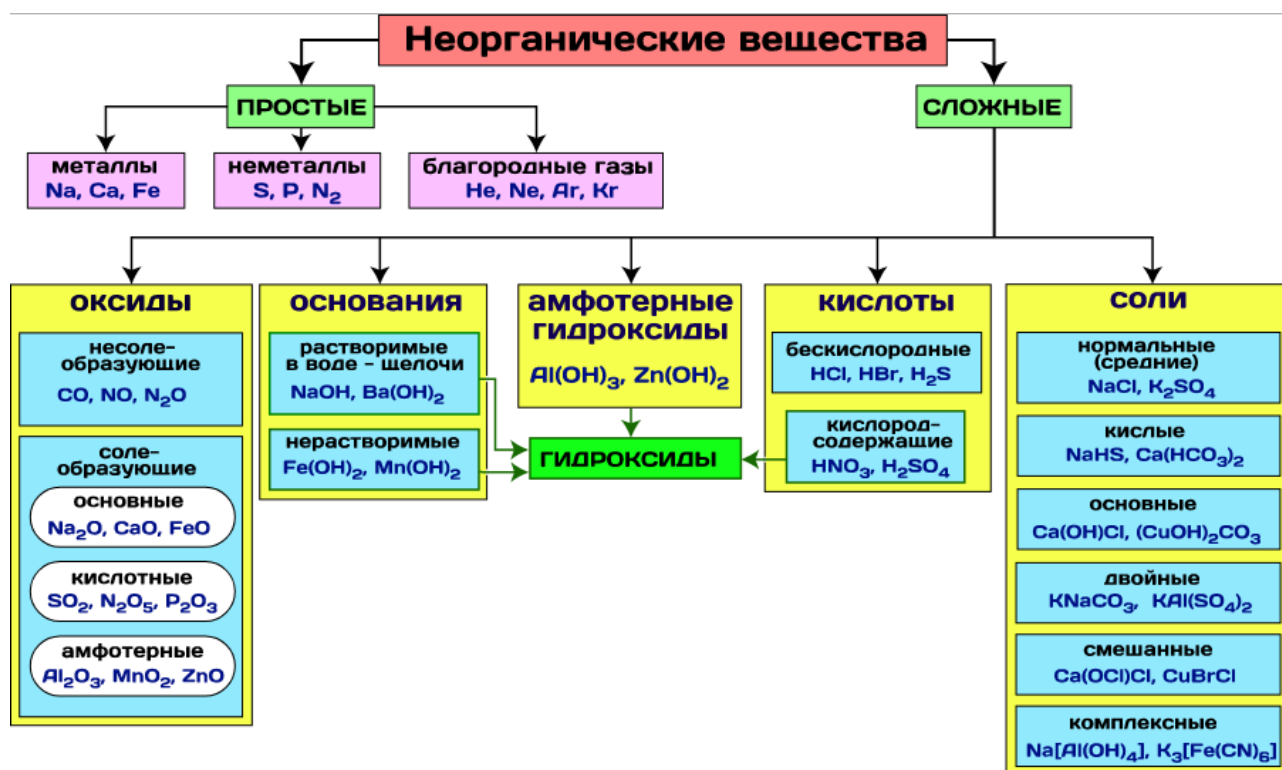 Неорганические вещества
ПРОСТЫЕ
СЛОЖНЫЕ
металлы
Na, Ca, Fe
неметаллы
S, P, N₂
благородные газы
He, Ne, Ar, Kr
оксиды
несоле-
образующие
CO, NO, N₂O
соле-
образующие
основные
Na₂O, CaO, FeO
кислотные
SO₂, N₂O₅, P₂O₃
амфотерные
Al₂O₃, MnO₂, ZnO
основания
растворимые
в воде – щелочи
NaOH, Ba(OH)₂
нерастворимые
Fe(OH)₂, Mn(OH)₂
амфотерные
гидроксиды
Al(OH)₃, Zn(OH)₂
ГИДРОКСИДЫ
кислоты
бескислородные
HCl, HBr, H₂S
кислород-
содержащие
HNO₃, H₂SO₄
соли
нормальные
(средние)
NaCl, K₂SO₄
кислые
NaHS, Ca(HCO₃)₂
основные
Ca(OH)Cl, (CuOH)₂CO₃
двойные
KNaCO₃, KAl(SO₄)₂
смешанные
Ca(OCl)Cl, CuBrCl
комплексные
Na[Al(OH)₄], K₃[Fe(CN)₆]